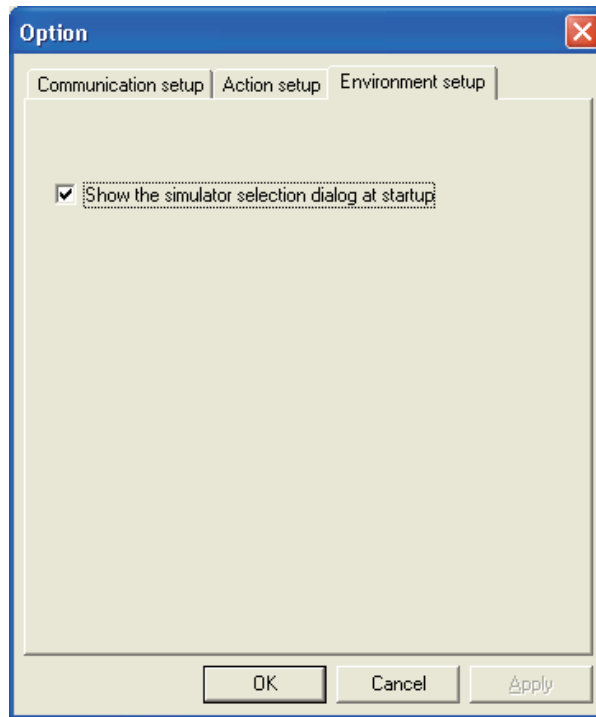 Option
Communication setup Action setup Environment setup
Show the simulator selection dialog at startup
OK Cancel Apply